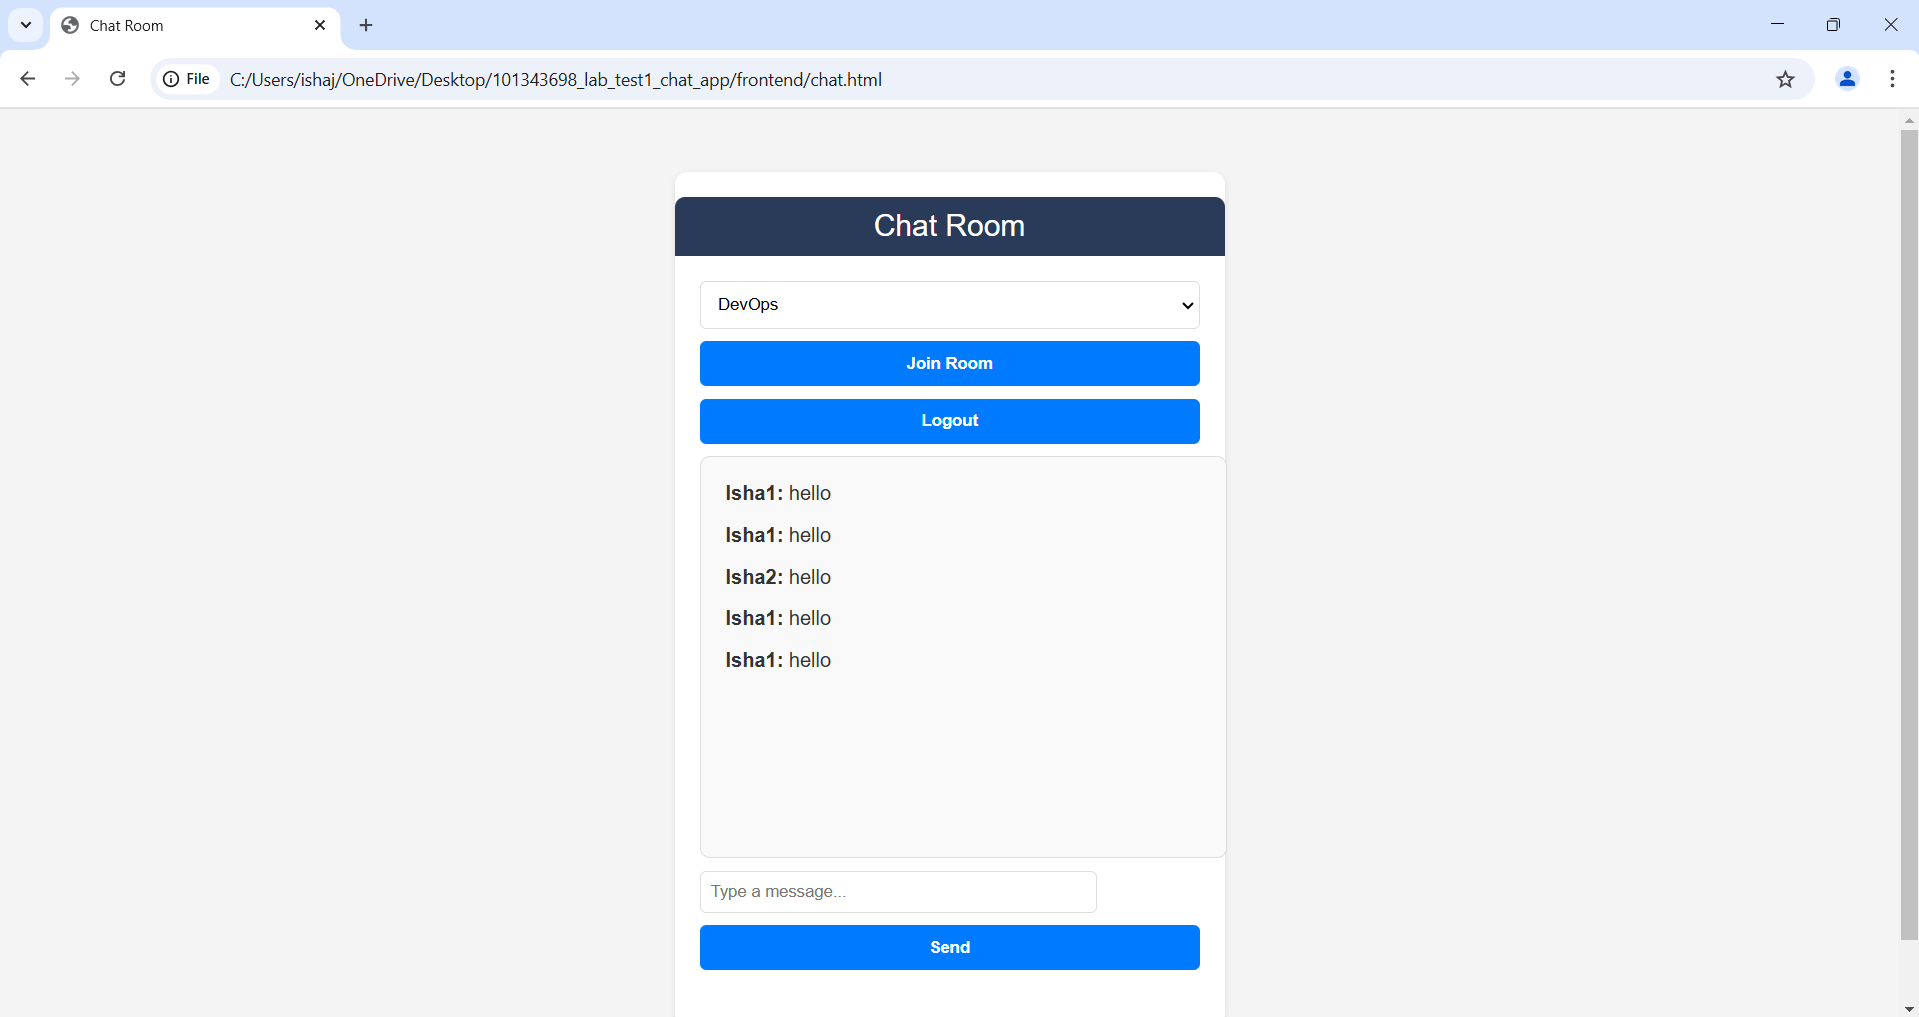 Chat Room
File C:/Users/ishaj/OneDrive/Desktop/101343698_lab_test1_chat_app/frontend/chat.html
Chat Room
DevOps
Join Room
Logout
Isha1: hello
Isha1: hello
Isha2: hello
Isha1: hello
Isha1: hello
Type a message...
Send